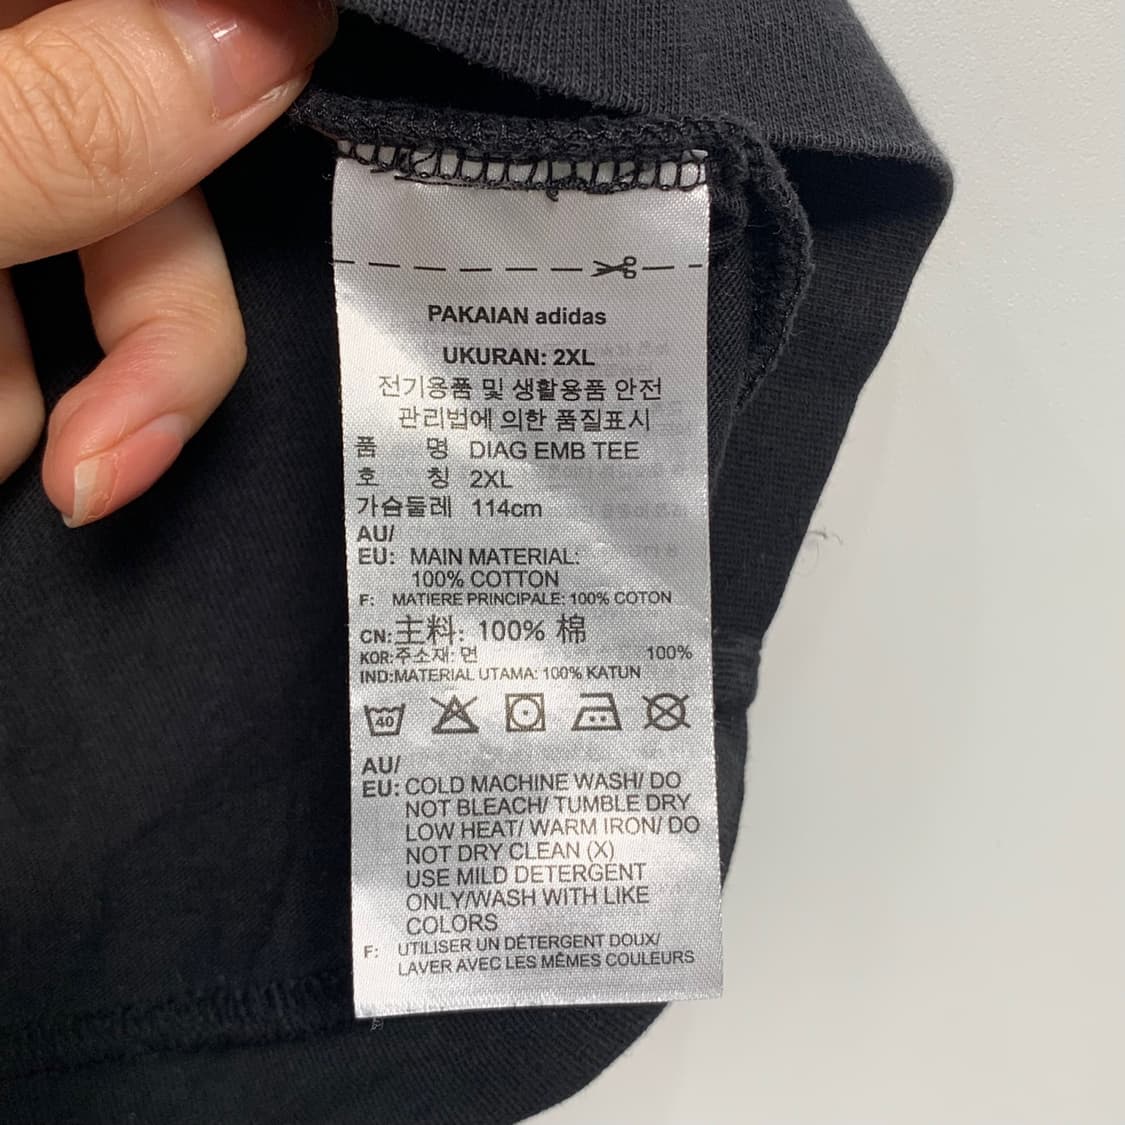 PAKAIAN adidas
UKURAN: 2XL
전기용품 및 생활용품 안전
관리법에 의한 품질표시
품 명 DIAG EMB TEE
호 칭 2XL
가슴둘레 114cm
AU/
EU: MAIN MATERIAL:
100% COTTON
F: MATIERE PRINCIPALE: 100% COTON
CN:主料: 100% 棉
KOR:주소재: 면 100%
IND:MATERIAL UTAMA: 100% KATUN
40
AU/
EU: COLD MACHINE WASH/ DO
NOT BLEACH/ TUMBLE DRY
LOW HEAT/ WARM IRON/ DO
NOT DRY CLEAN (X)
USE MILD DETERGENT
ONLY/WASH WITH LIKE
COLORS
F: UTILISER UN DÉTERGENT DOUX/
LAVER AVEC LES MÊMES COULEURS